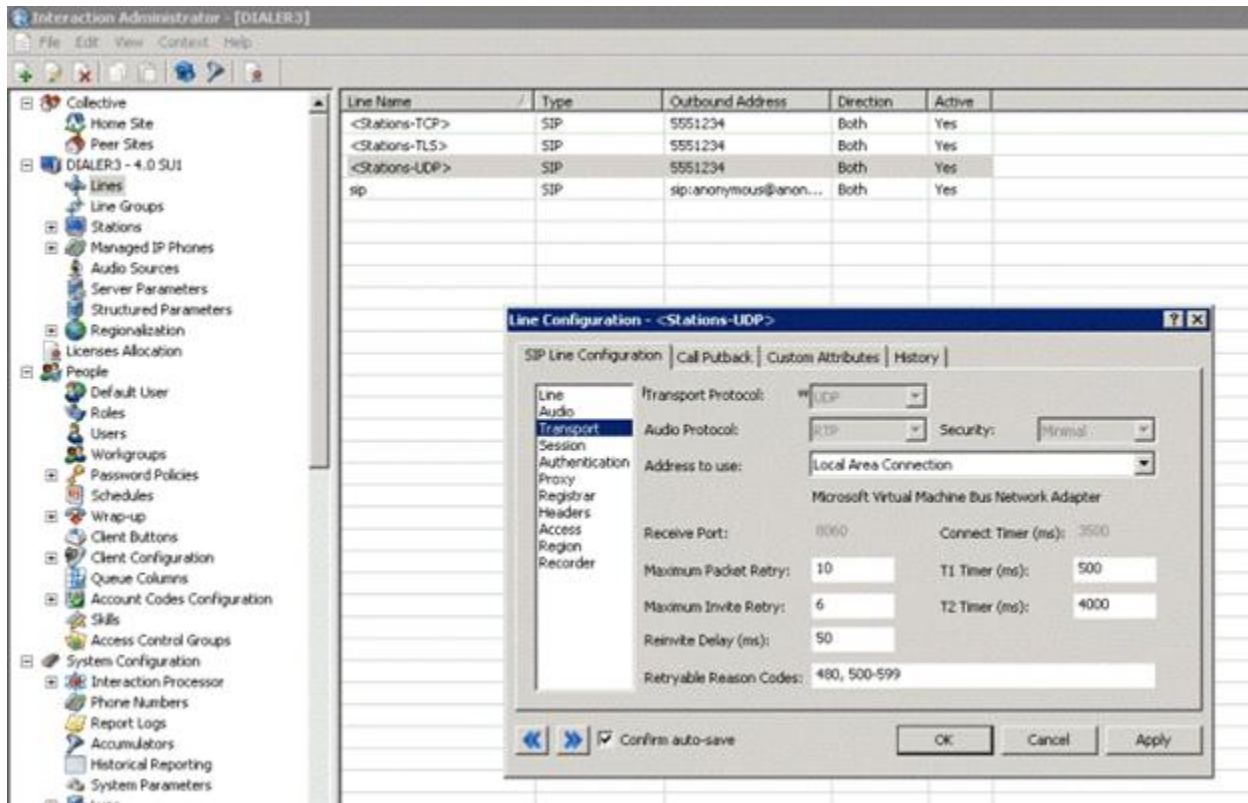 Interaction Administrator - [DIALER3]
File Edit View Context Help
Collective
Home Site
Peer Sites
DIALER3 - 4.0 SU1
Lines
Line Groups
Stations
Managed IP Phones
Audio Sources
Server Parameters
Structured Parameters
Regionalization
Licenses Allocation
People
Default User
Roles
Users
Workgroups
Password Policies
Schedules
Wrap-up
Client Buttons
Client Configuration
Queue Columns
Account Codes Configuration
Skills
Access Control Groups
System Configuration
Interaction Processor
Phone Numbers
Report Logs
Accumulators
Historical Reporting
System Parameters
Line Name / Type Outbound Address Direction Active
<Stations-TCP> SIP 5551234 Both Yes
<Stations-TLS> SIP 5551234 Both Yes
<Stations-UDP> SIP 5551234 Both Yes
sip SIP sip:anonymous@anon... Both Yes
Line Configuration - <Stations-UDP>
SIP Line Configuration Call Putback Custom Attributes History
Line
Audio
Transport
Session
Authentication
Proxy
Registrar
Headers
Access
Region
Recorder
Transport Protocol: UDP
Audio Protocol: RTP Security: Minimal
Address to use: Local Area Connection
Microsoft Virtual Machine Bus Network Adapter
Receive Port: 8060 Connect Timer (ms): 3500
Maximum Packet Retry: 10 T1 Timer (ms): 500
Maximum Invite Retry: 6 T2 Timer (ms): 4000
Reinvite Delay (ms): 50
Retryable Reason Codes: 480, 500-599
Confirm auto-save OK Cancel Apply